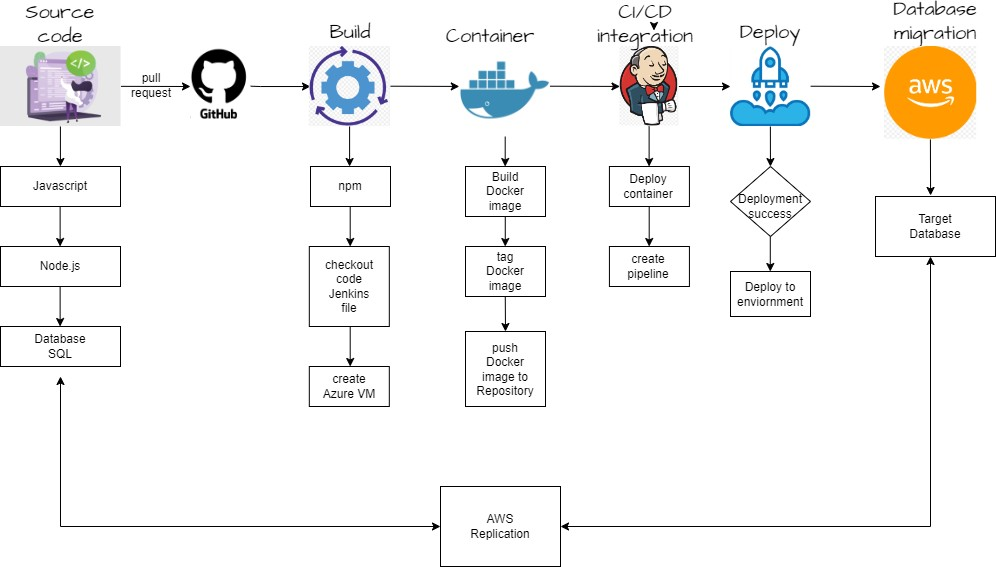 Source
code
pull
request
GitHub
Build
Container
CI/CD
integration
Deploy
Database
migration
</>
aws
Javascript
Node.js
Database
SQL
npm
checkout
code
Jenkins
file
create
Azure VM
Build
Docker
image
tag
Docker
image
push
Docker
image to
Repository
Deploy
container
create
pipeline
Deployment
success
Deploy to
enviornment
Target
Database
AWS
Replication